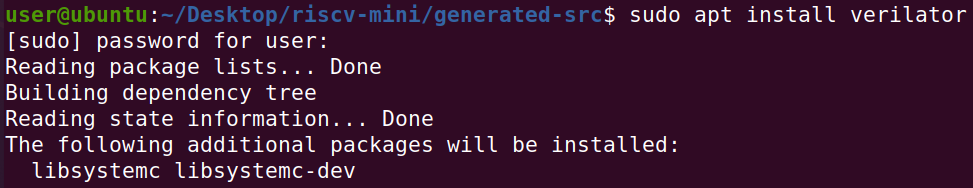 user@ubuntu:~/Desktop/riscv-mini/generated-src$ sudo apt install verilator
[sudo] password for user:
Reading package lists... Done
Building dependency tree
Reading state information... Done
The following additional packages will be installed:
  libsystemc libsystemc-dev